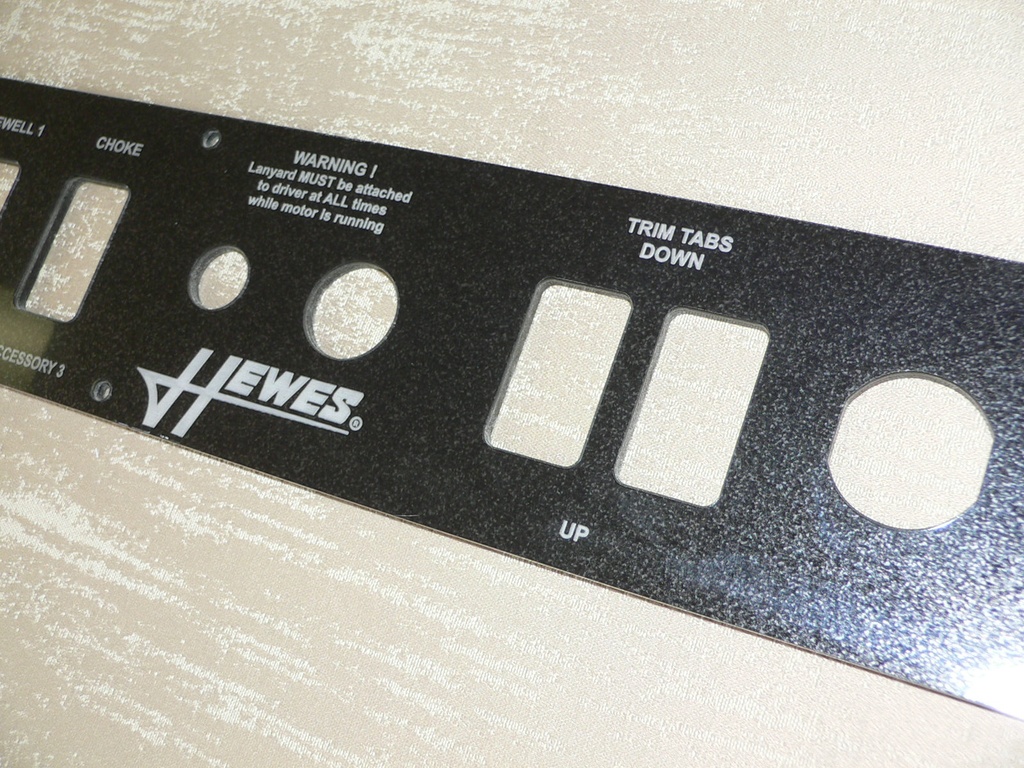 EWELL 1
CHOKE
WARNING !
Lanyard MUST be attached
to driver at ALL times
while motor is running
TRIM TABS
DOWN
CCESSORY 3
HEWES®
UP